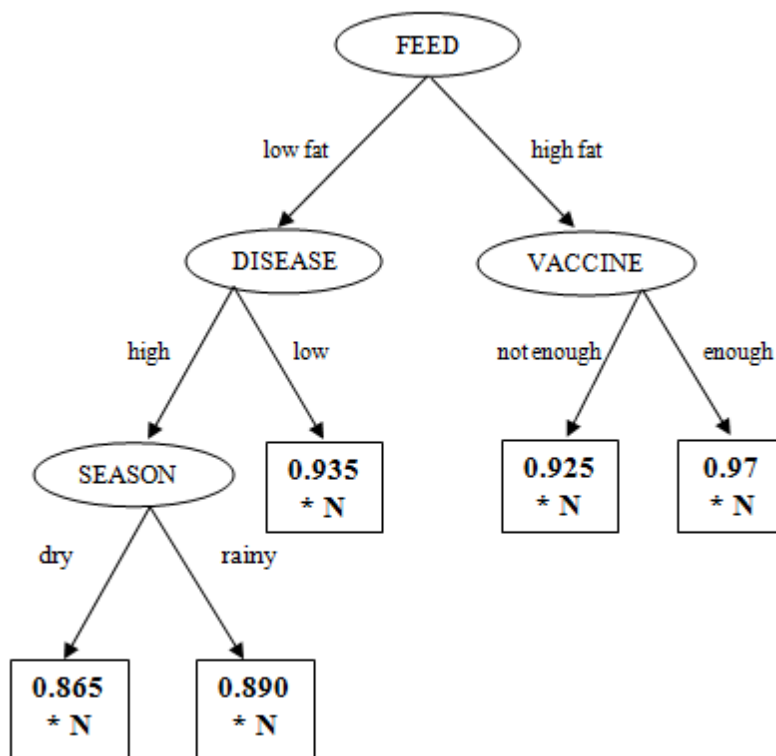 FEED
low fat
high fat
DISEASE
VACCINE
high
low
not enough
enough
SEASON
0.935
* N
0.925
* N
0.97
* N
dry
rainy
0.865
* N
0.890
* N